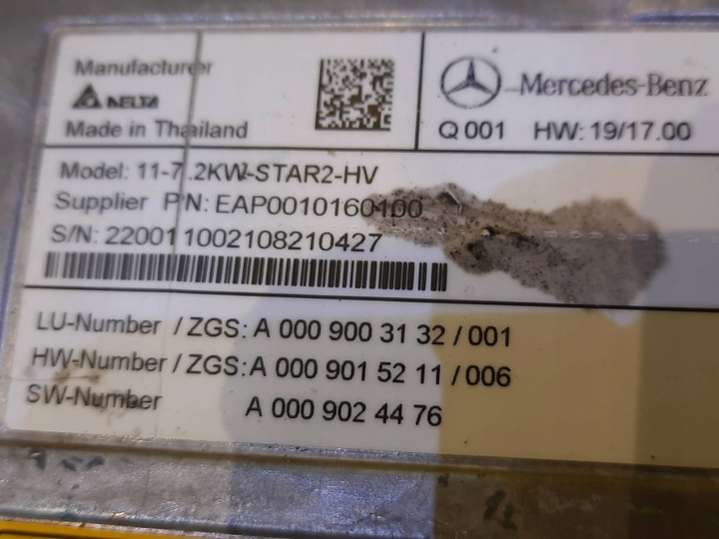 Manufacturer
DELTA
Made in Thailand
Mercedes-Benz
Q 001 HW: 19/17.00
Model: 11-7.2KW-STAR2-HV
Supplier P/N: EAP0010160100
S/N: 220011002108210427
LU-Number / ZGS: A 000 900 31 32 / 001
HW-Number / ZGS: A 000 901 52 11 / 006
SW-Number A 000 902 44 76